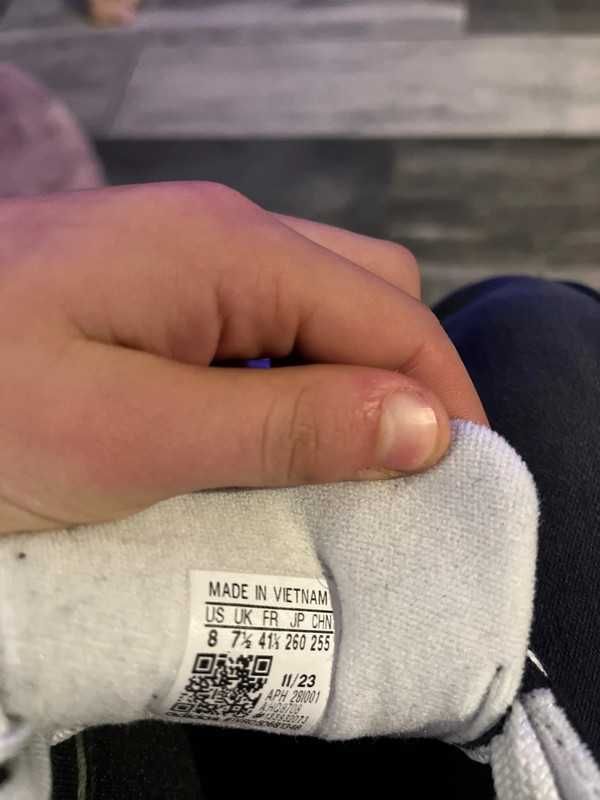 MADE IN VIETNAM
US UK FR JP CHN
8 7½ 41⅓ 260 255
11/23
APH 281001